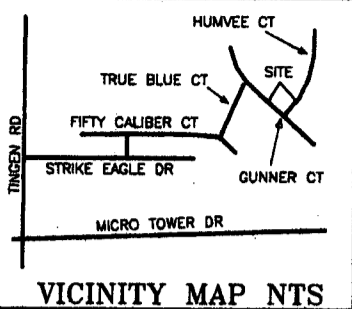 HUMVEE CT
SITE
TRUE BLUE CT
FIFTY CALIBER CT
TINGEN RD
STRIKE EAGLE DR
GUNNER CT
MICRO TOWER DR
VICINITY MAP NTS